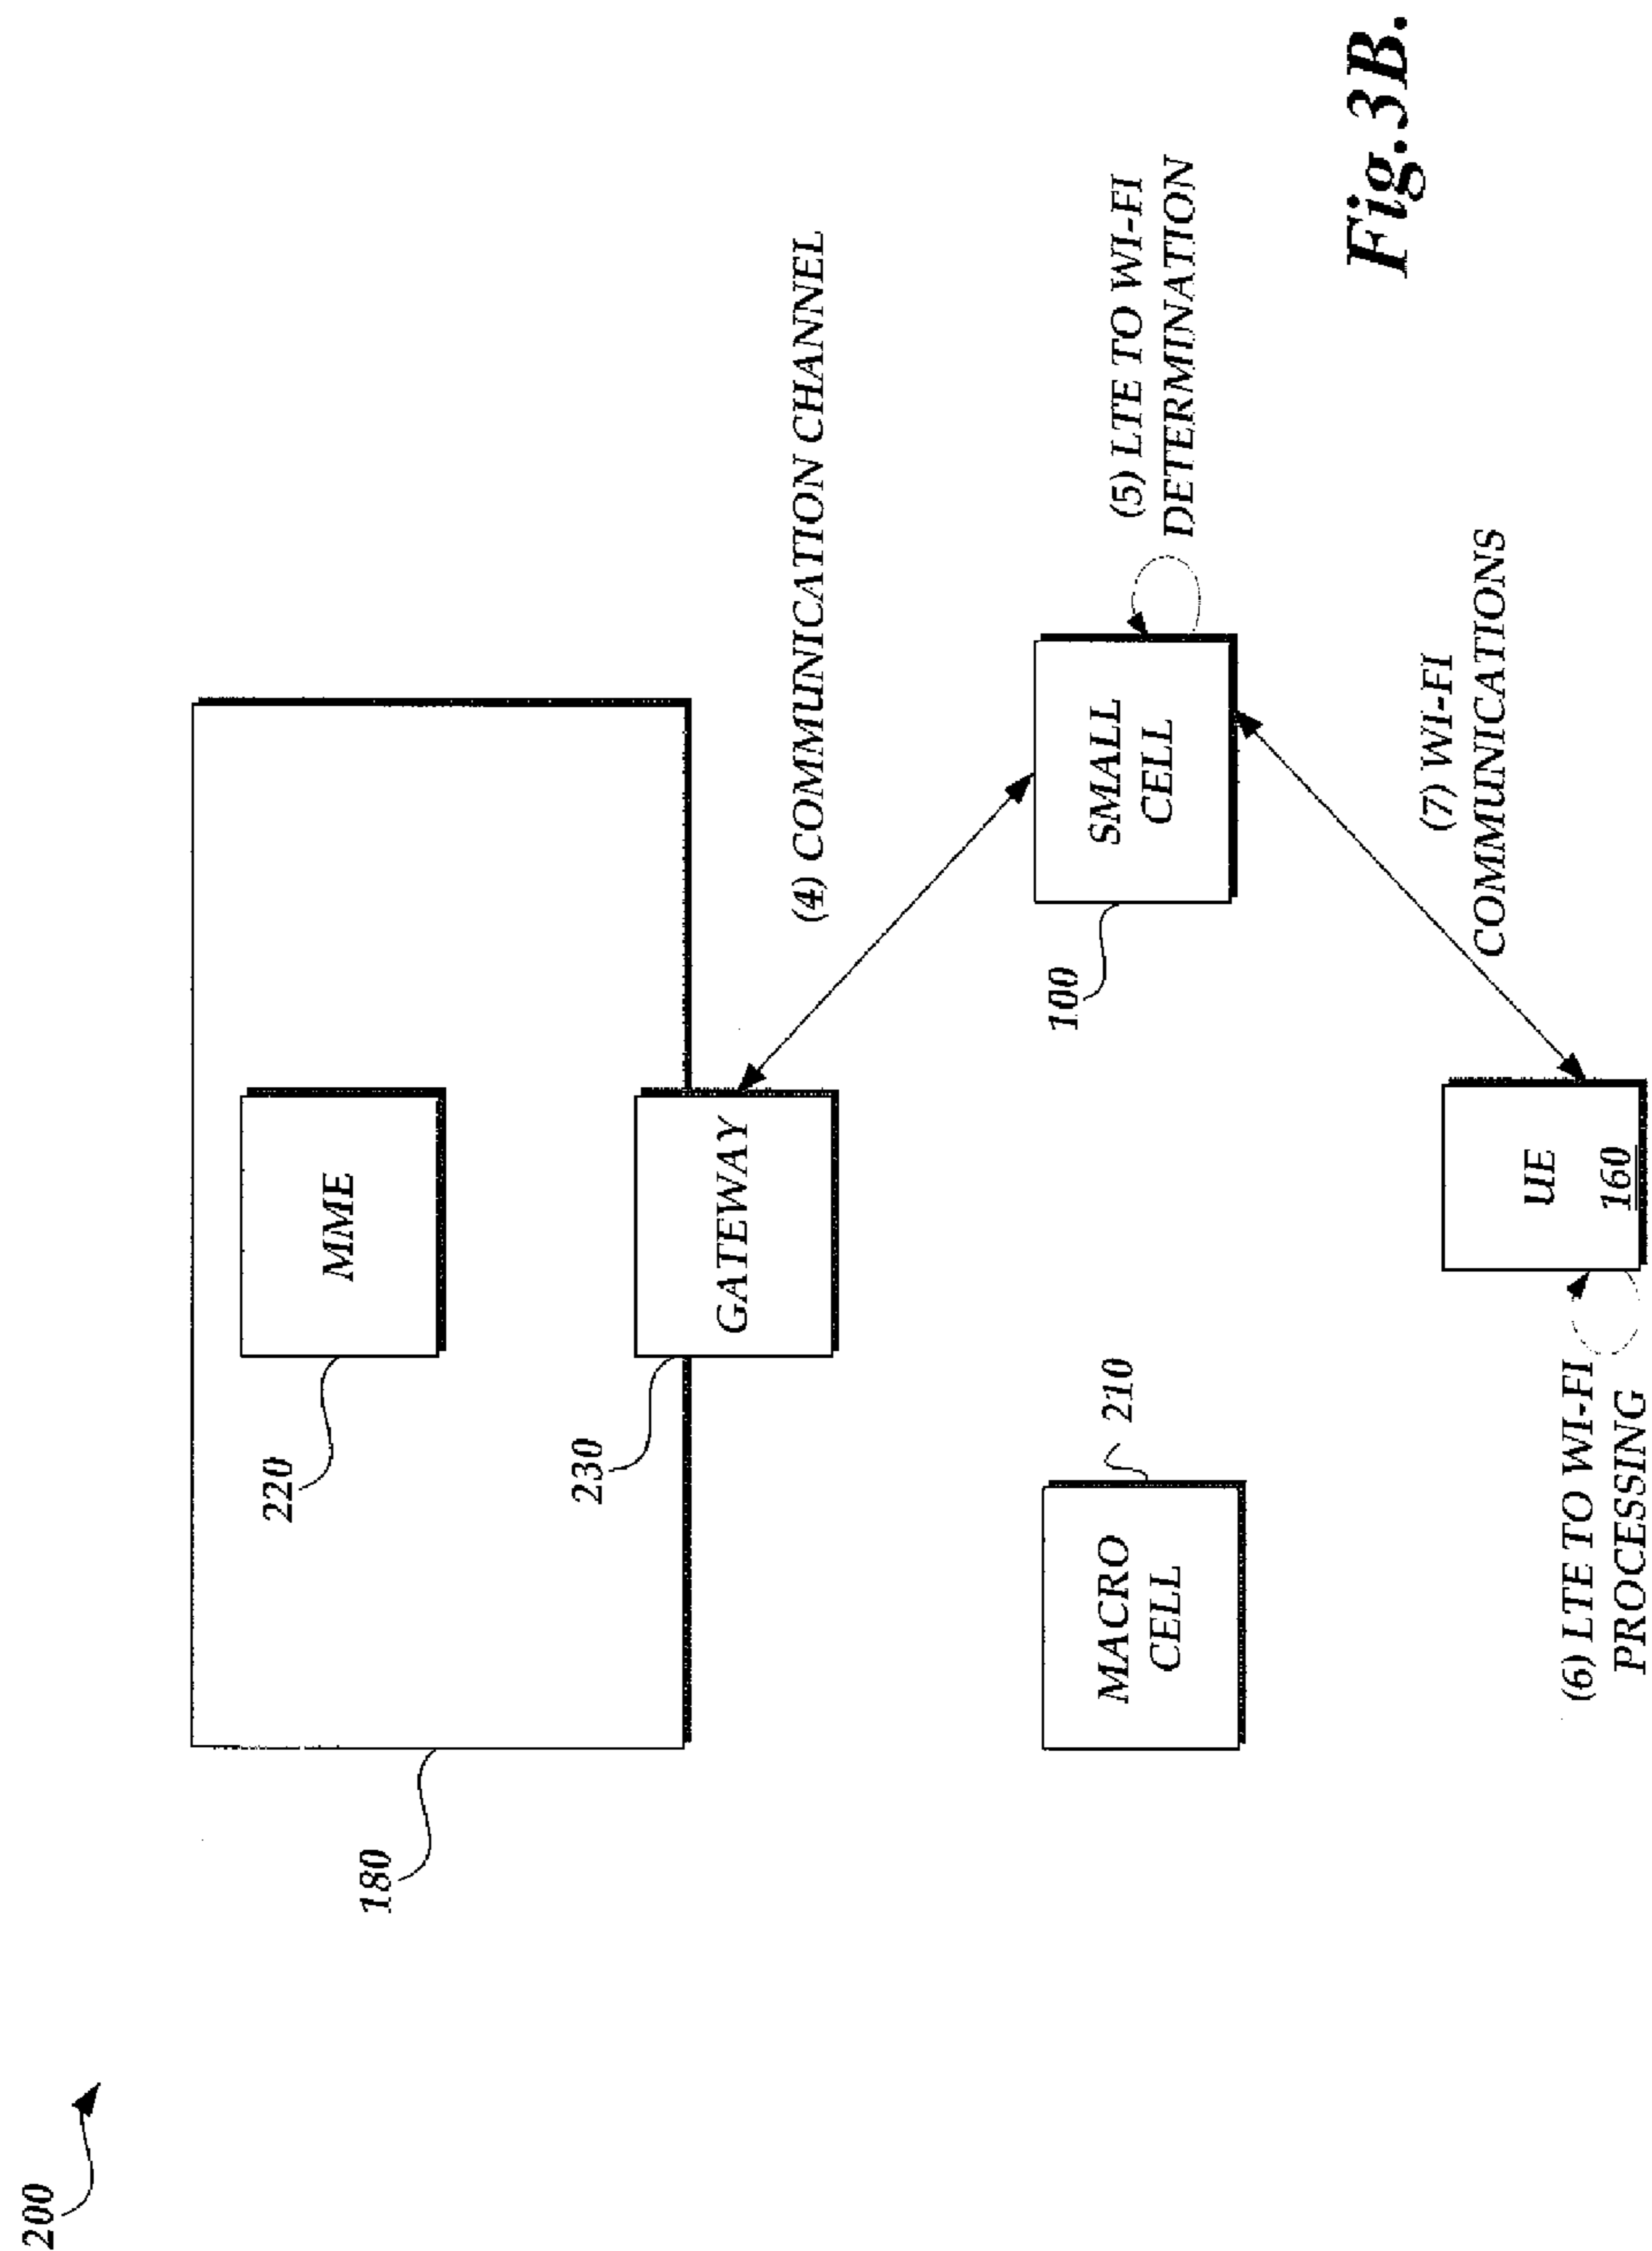 200
180
220
MME
230
GATEWAY
(4) COMMUNICATION CHANNEL
MACRO
CELL
210
100
SMALL
CELL
(5) LTE TO WI-FI
DETERMINATION
(6) LTE TO WI-FI
PROCESSING
UE
160
(7) WI-FI
COMMUNICATIONS
Fig.3B.